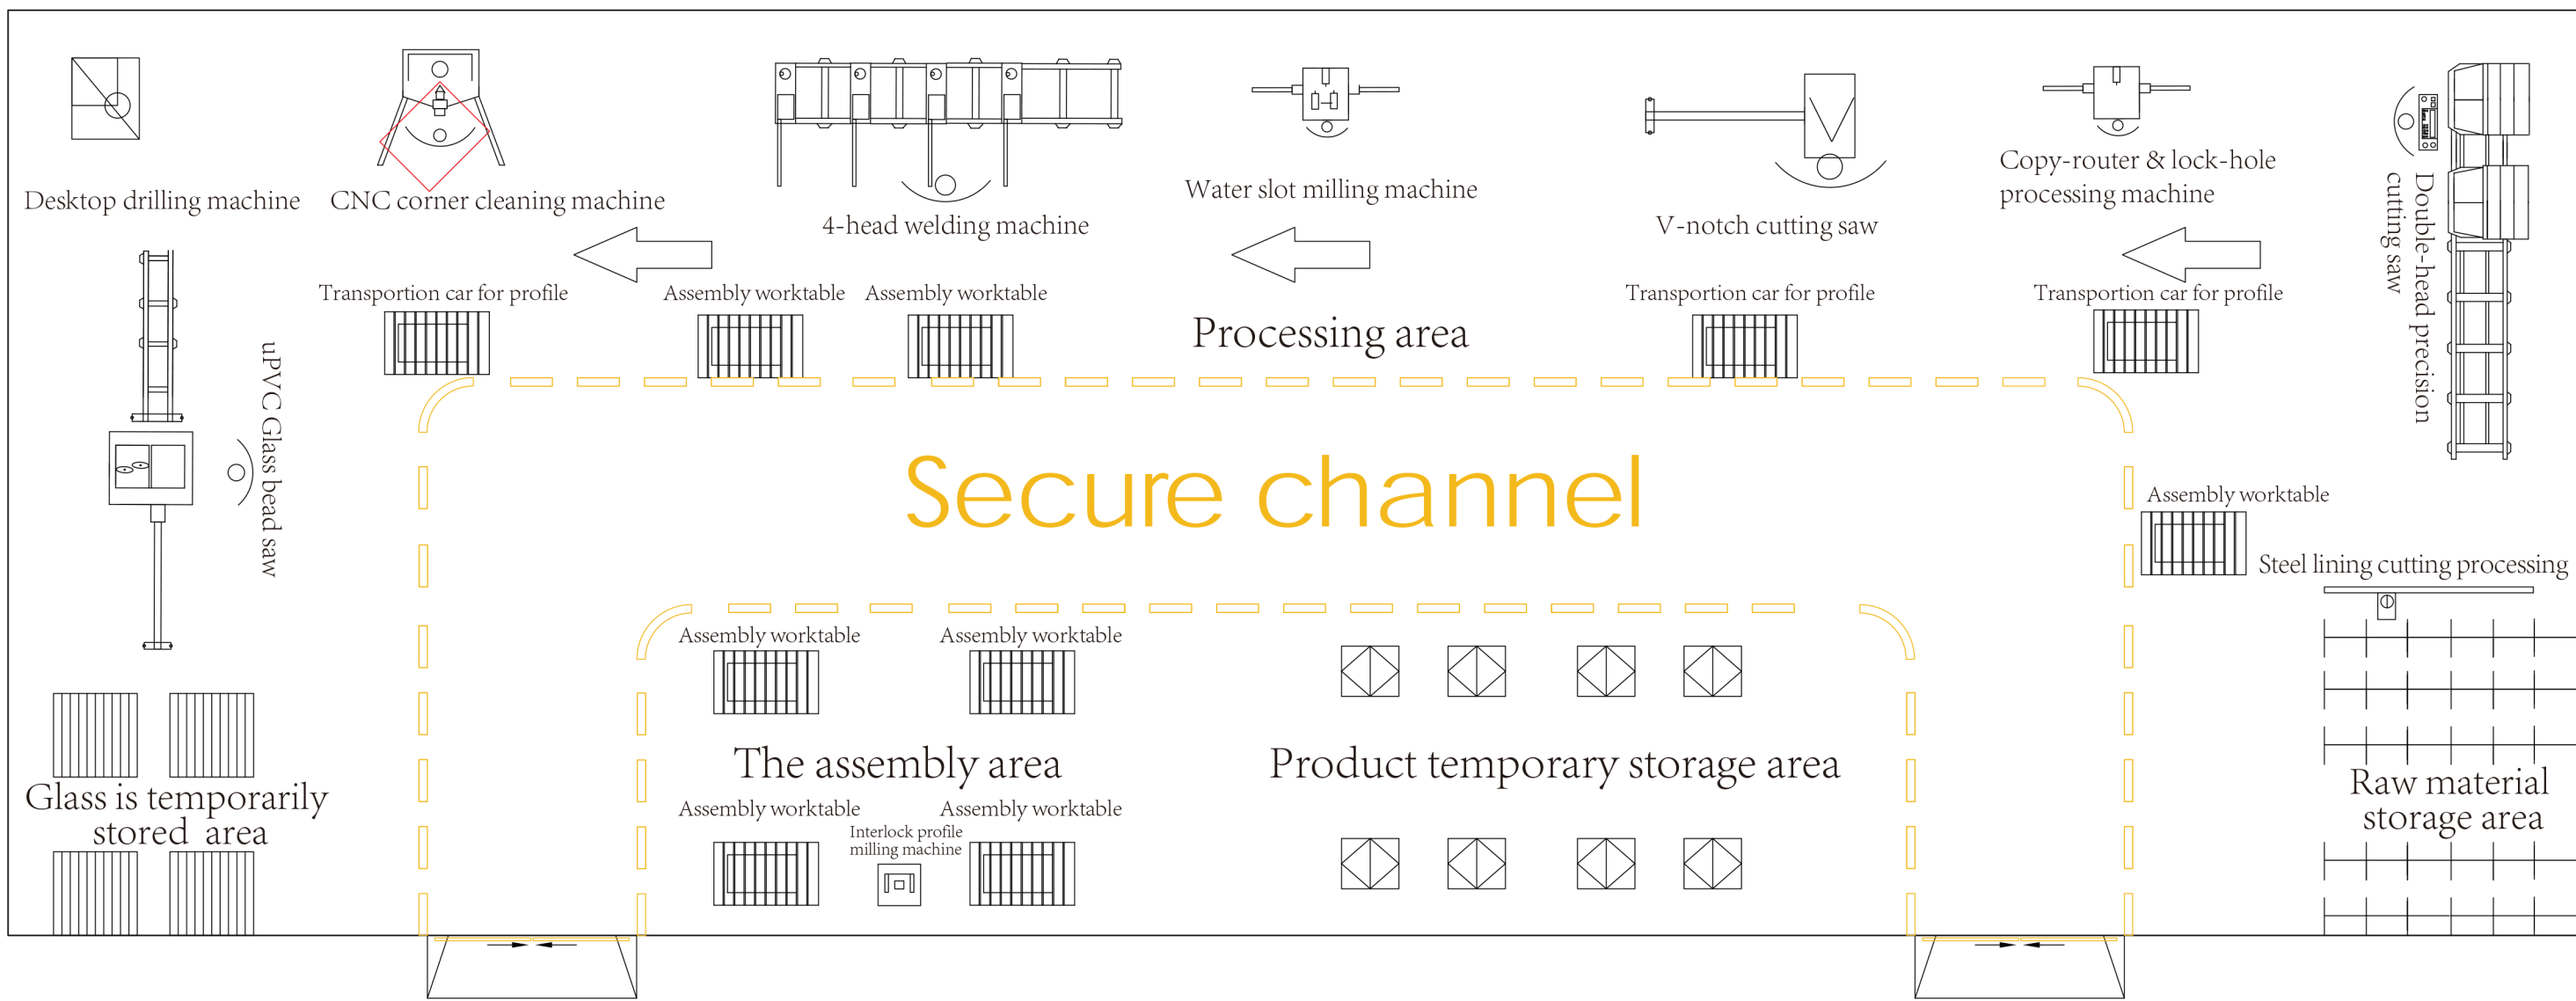 Desktop drilling machine
CNC corner cleaning machine
4-head welding machine
Water slot milling machine
V-notch cutting saw
Copy-router & lock-hole
processing machine
Double-head precision
cutting saw
Transportion car for profile
Assembly worktable
Assembly worktable
Processing area
Transportion car for profile
Transportion car for profile
uPVC Glass bead saw
Secure channel
Assembly worktable
Steel lining cutting processing
Assembly worktable
Assembly worktable
The assembly area
Product temporary storage area
Raw material
storage area
Glass is temporarily
stored area
Assembly worktable
Assembly worktable
Interlock profile
milling machine